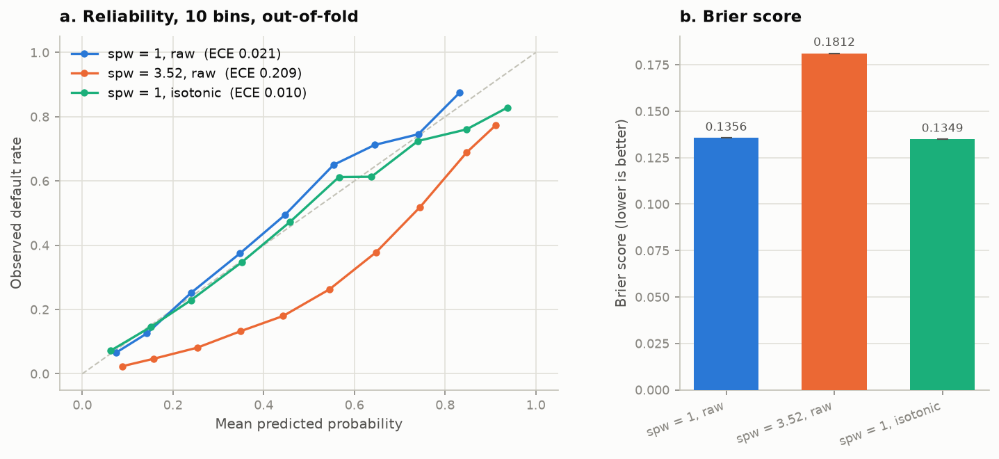 a. Reliability, 10 bins, out-of-fold
spw = 1, raw  (ECE 0.021)
spw = 3.52, raw  (ECE 0.209)
spw = 1, isotonic  (ECE 0.010)
Observed default rate
1.0
0.8
0.6
0.4
0.2
0.0
0.0 0.2 0.4 0.6 0.8 1.0
Mean predicted probability
b. Brier score
Brier score (lower is better)
0.175
0.150
0.125
0.100
0.075
0.050
0.025
0.000
0.1356
0.1812
0.1349
spw = 1, raw
spw = 3.52, raw
spw = 1, isotonic